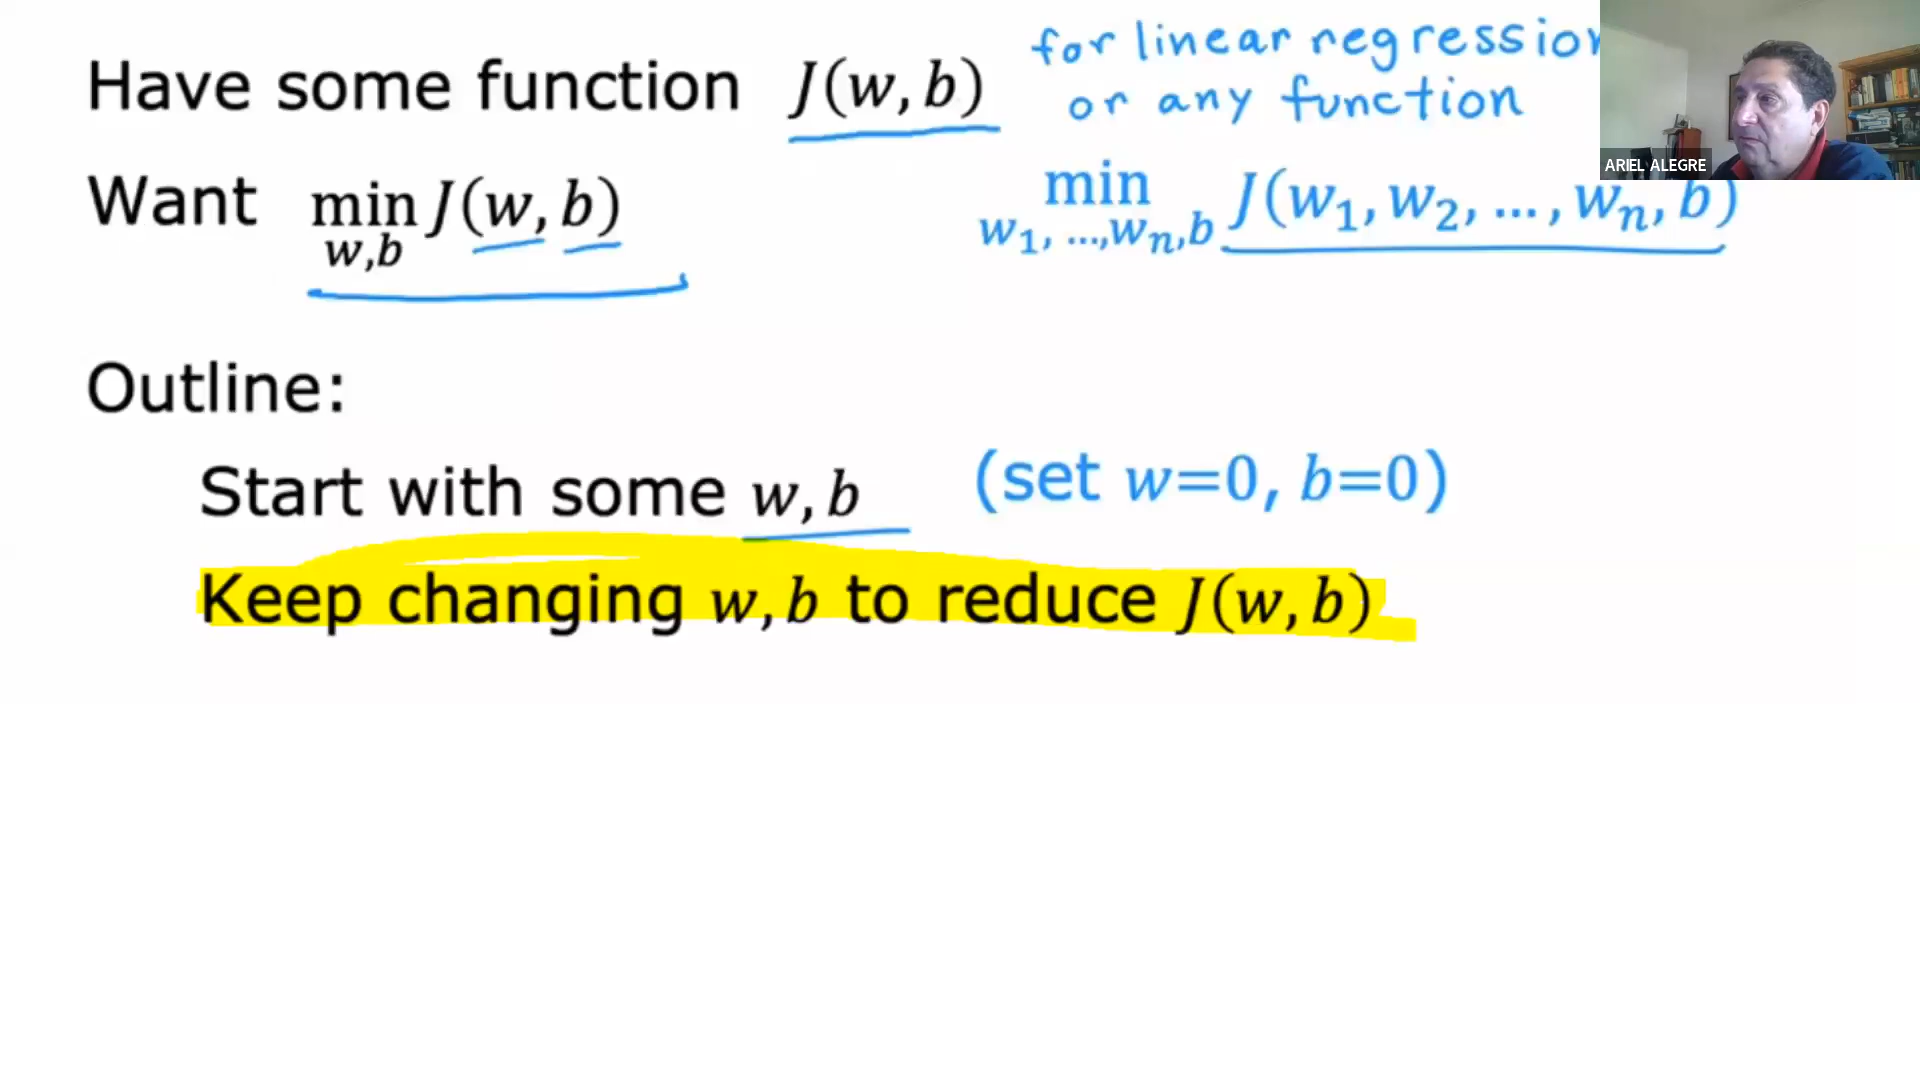 Have some function J(w, b) for linear regression
or any function
ARIEL ALEGRE
Want min J(w, b)
w,b
min J(w₁, w₂, ..., wₙ, b)
w₁, ...,wₙ,b
Outline:
Start with some w, b (set w=0, b=0)
Keep changing w, b to reduce J(w, b)